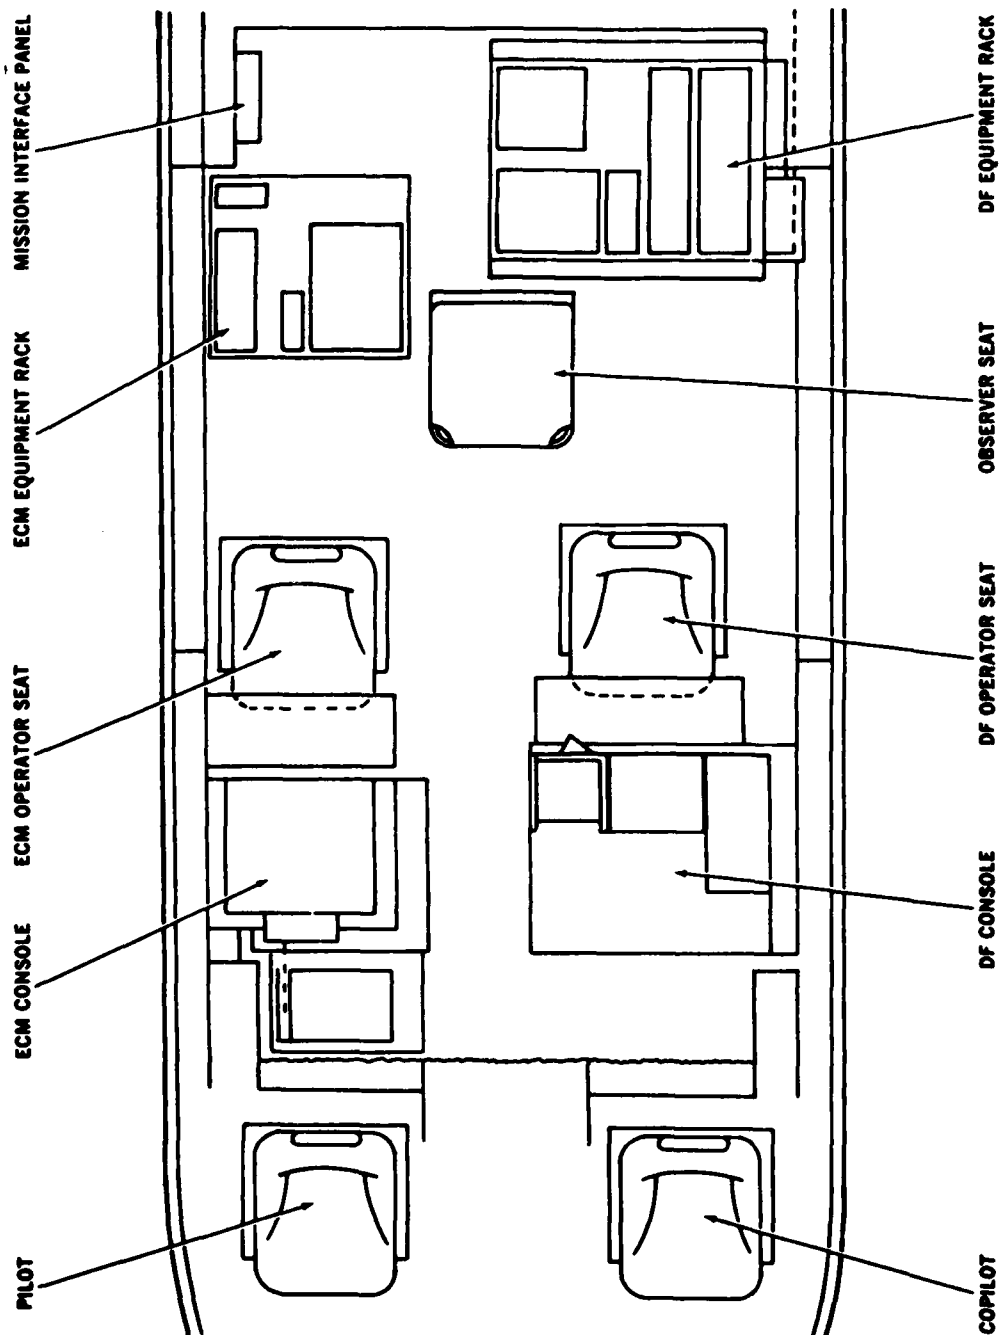 MISSION INTERFACE PANEL
ECM EQUIPMENT RACK
ECM OPERATOR SEAT
ECM CONSOLE
PILOT
DF EQUIPMENT RACK
OBSERVER SEAT
DF OPERATOR SEAT
DF CONSOLE
COPILOT